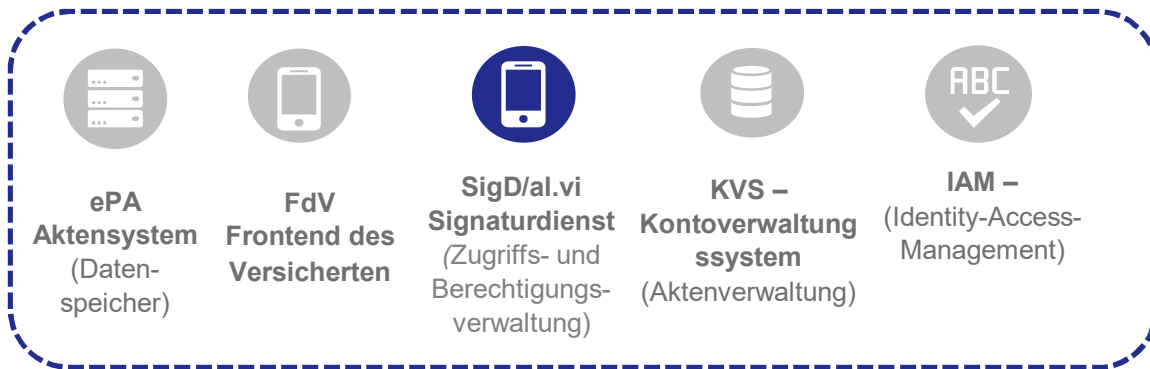 ABC
ePA
Aktensystem
(Daten-
speicher)
FdV
Frontend des
Versicherten
SigD/al.vi
Signaturdienst
(Zugriffs- und
Berechtigungs-
verwaltung)
KVS –
Kontoverwaltung
ssystem
(Aktenverwaltung)
IAM –
(Identity-Access-
Management)